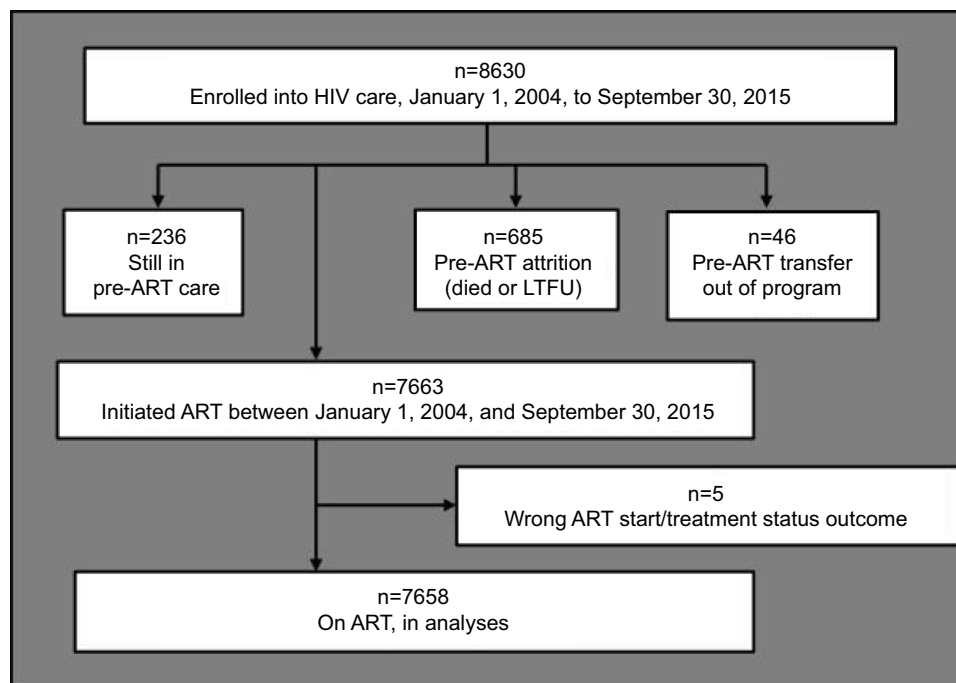 n=8630
Enrolled into HIV care, January 1, 2004, to September 30, 2015
n=236
Still in
pre-ART care
n=685
Pre-ART attrition
(died or LTFU)
n=46
Pre-ART transfer
out of program
n=7663
Initiated ART between January 1, 2004, and September 30, 2015
n=5
Wrong ART start/treatment status outcome
n=7658
On ART, in analyses